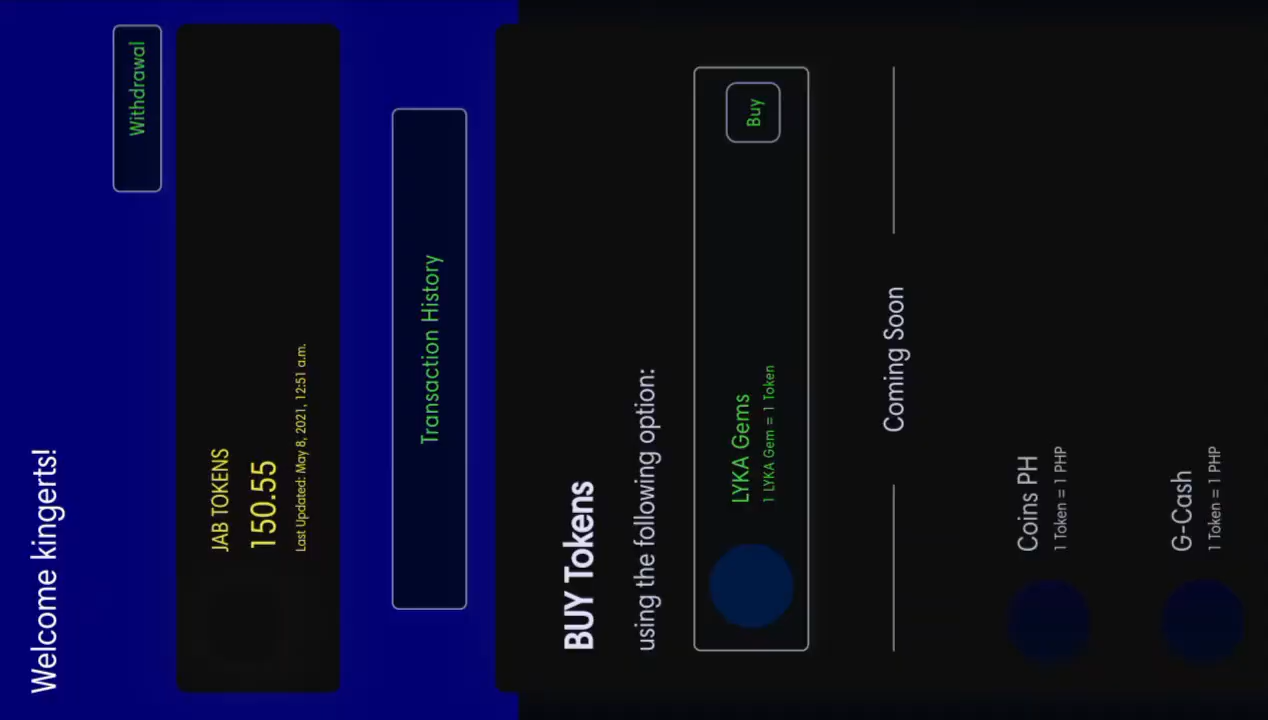 Welcome kingerts!
Withdrawal
JAB TOKENS
150.55
Last Updated: May 8, 2021, 12:51 a.m.
Transaction History
BUY Tokens
using the following option:
LYKA Gems
1 LYKA Gem = 1 Token
Buy
Coming Soon
Coins PH
1 Token = 1 PHP
G-Cash
1 Token = 1 PHP